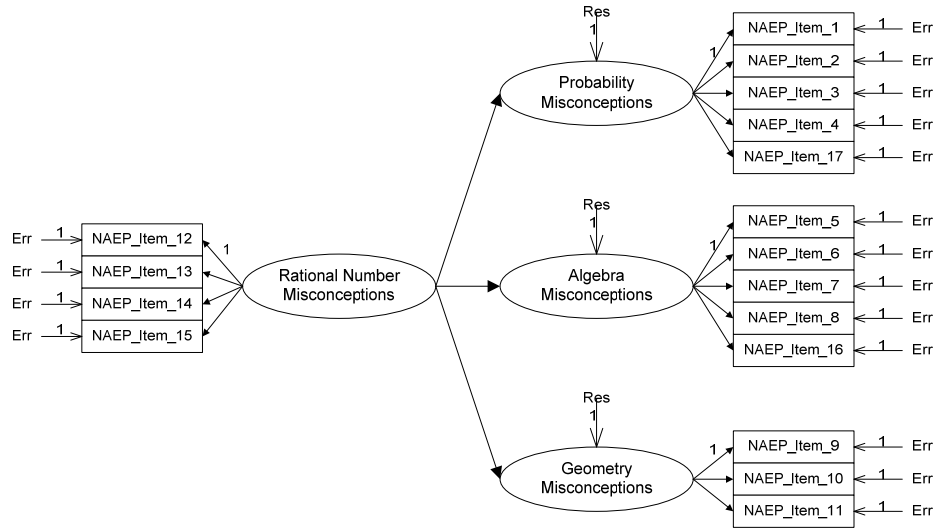 Res
1
NAEP_Item_1
1
Err
1
NAEP_Item_2
1
Err
Probability
Misconceptions
NAEP_Item_3
1
Err
NAEP_Item_4
1
Err
NAEP_Item_17
1
Err
Res
1
NAEP_Item_5
1
Err
1
NAEP_Item_6
1
Err
Algebra
Misconceptions
NAEP_Item_7
1
Err
NAEP_Item_8
1
Err
NAEP_Item_16
1
Err
Err
1
NAEP_Item_12
1
Err
1
NAEP_Item_13
Err
1
NAEP_Item_14
Err
1
NAEP_Item_15
Rational Number
Misconceptions
Res
1
NAEP_Item_9
1
Err
1
Geometry
Misconceptions
NAEP_Item_10
1
Err
NAEP_Item_11
1
Err